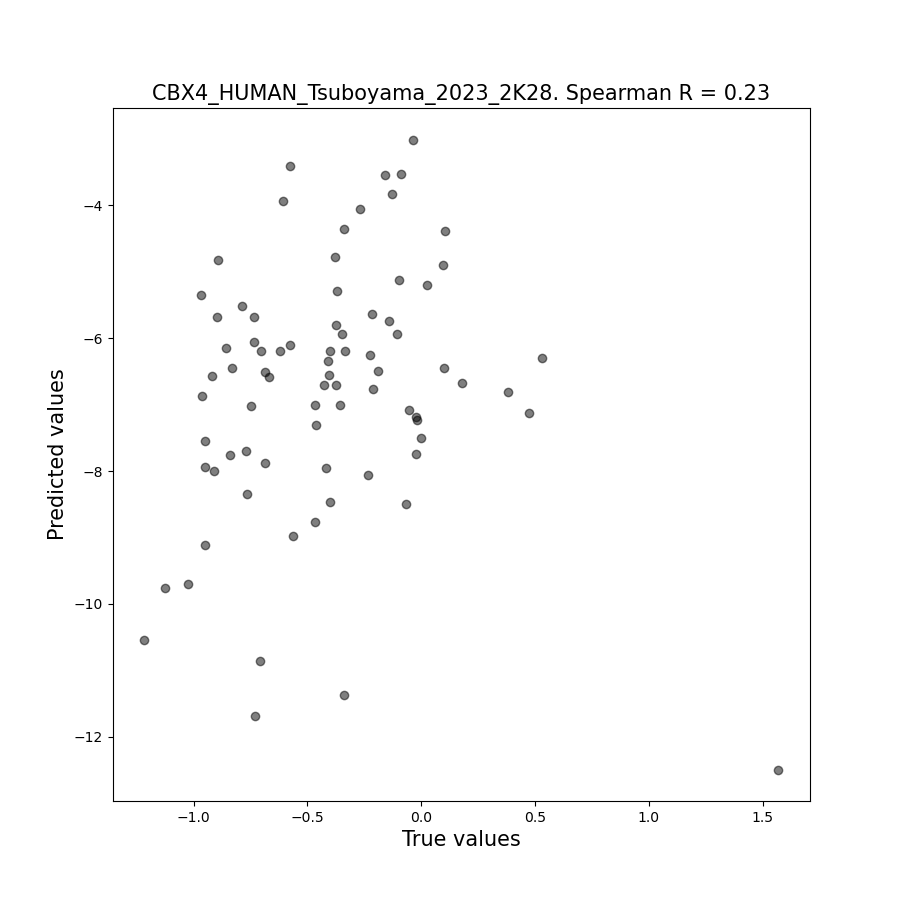 CBX4_HUMAN_Tsuboyama_2023_2K28. Spearman R = 0.23
−4
−6
−8
−10
−12
Predicted values
−1.0 −0.5 0.0 0.5 1.0 1.5
True values